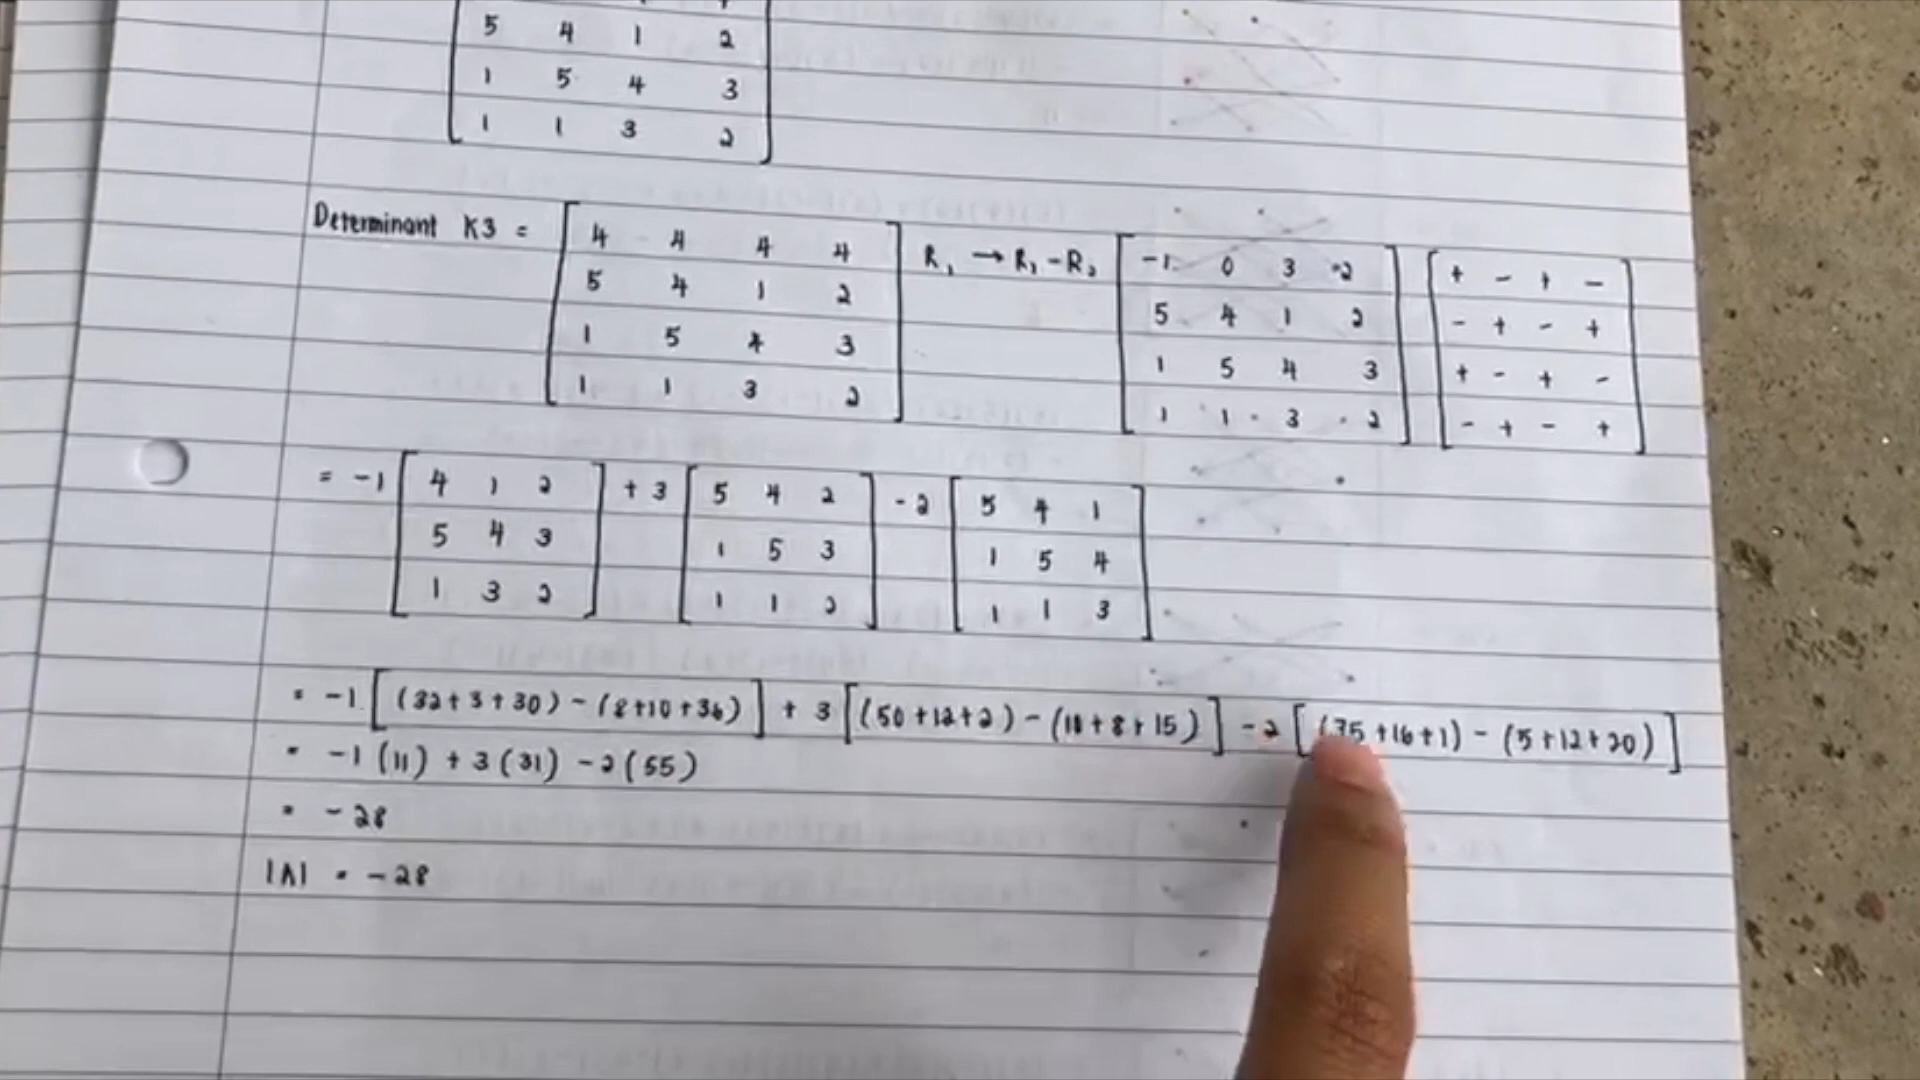 5 4 1 2
1 5 4 3
1 1 3 2
Determinant K3 = [ 4 4 4 4 ] R₁ → R₁ - R₂ [ -1 0 3 2 ] [ + - + - ]
5 4 1 2 5 4 1 2 - + - +
1 5 4 3 1 5 4 3 + - + -
1 1 3 2 1 1 3 2 - + - +
= -1 [ 4 1 2 ] + 3 [ 5 4 2 ] - 2 [ 5 4 1 ]
5 4 3 1 5 3 1 5 4
1 3 2 1 1 2 1 1 3
= -1 [ (32+3+30) - (8+10+36) ] + 3 [ (50+12+2) - (10+8+15) ] - 2 [ (75+16+1) - (5+12+20) ]
= -1 (11) + 3 (31) - 2 (55)
= -28
|A| = -28